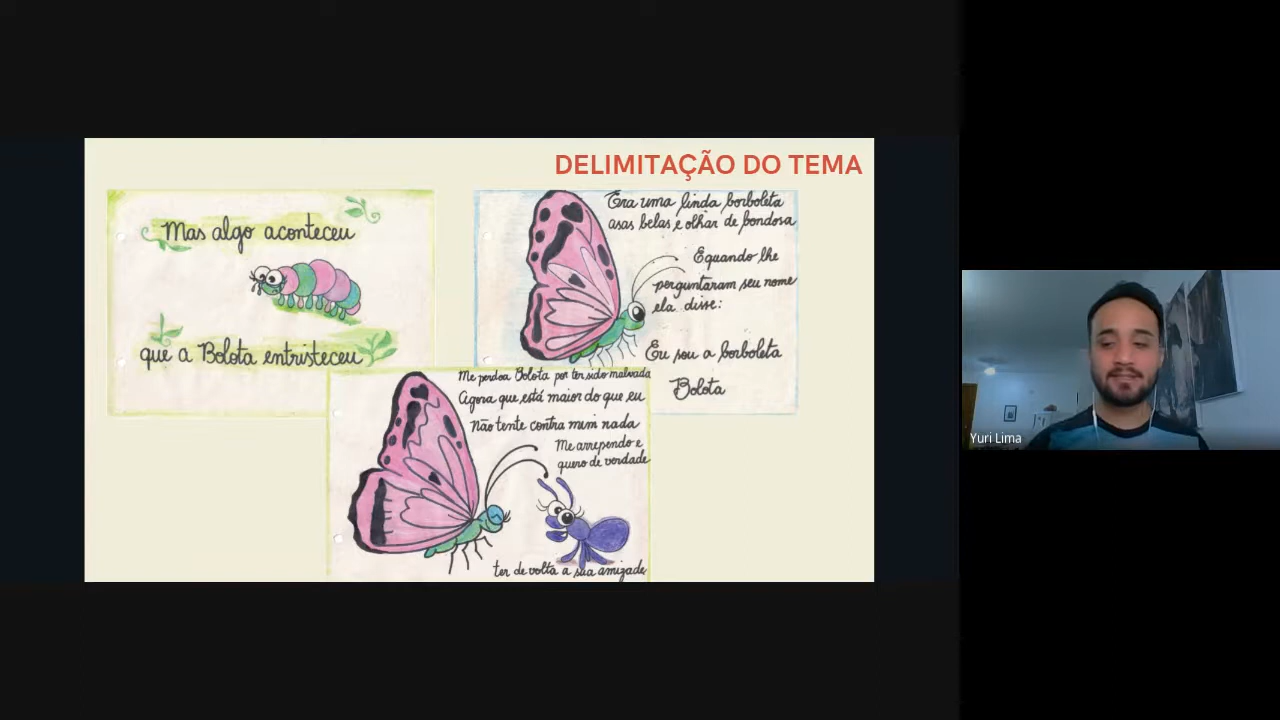 DELIMITAÇÃO DO TEMA
Mas algo aconteceu
que a Bolota entristeceu
Era uma linda borboleta
asas belas e olhar de bondosa
E quando lhe
perguntaram seu nome
ela disse:
Eu sou a borboleta
Bolota
Me perdoa Bolota por ter sido malvada
Agora que está maior do que eu
Não tente contra mim nada
Me arrependo e
quero de verdade
ter de volta a sua amizade
Yuri Lima